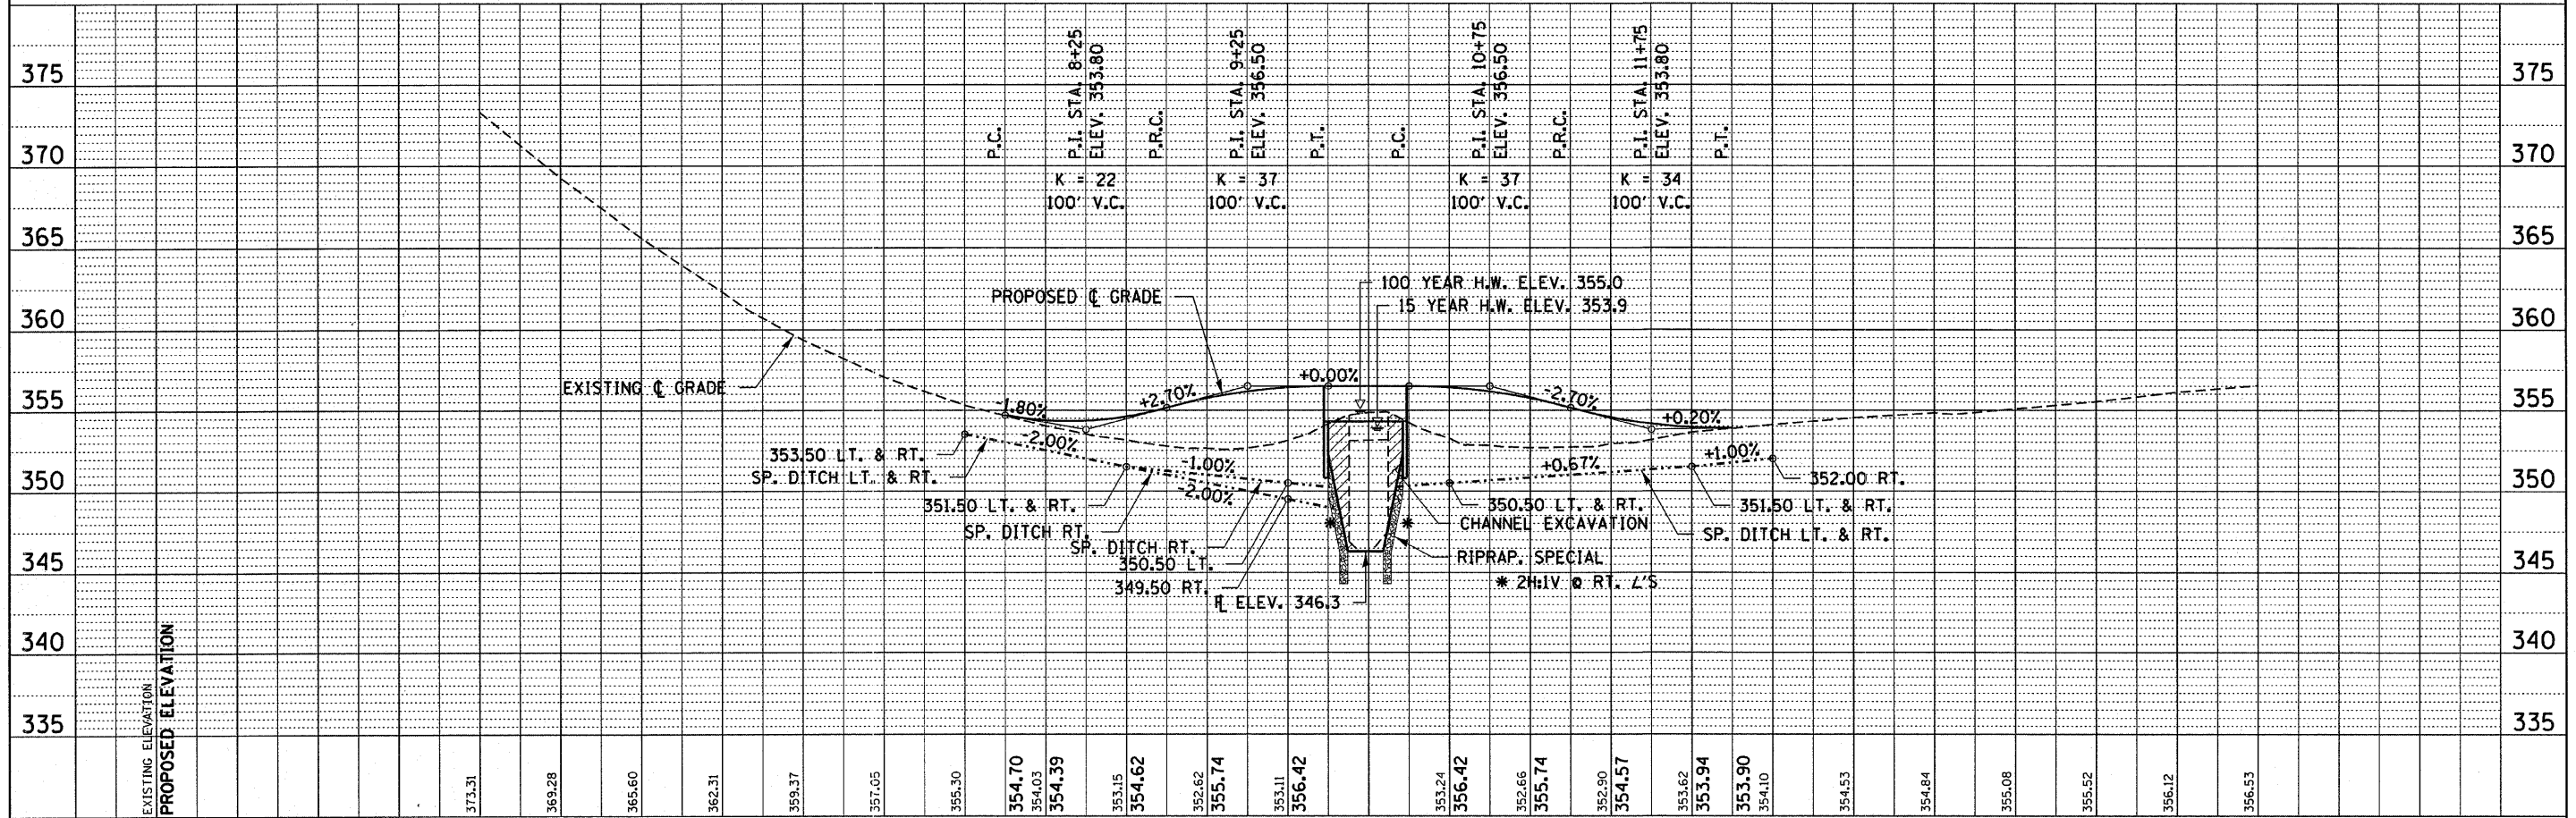 P.C.
P.I. STA. 8+25
ELEV. 353.80
P.R.C.
P.I. STA. 9+25
ELEV. 356.50
P.T.
P.C.
P.I. STA. 10+75
ELEV. 356.50
P.R.C.
P.I. STA. 11+75
ELEV. 353.80
P.T.
K = 22
100' V.C.
K = 37
100' V.C.
K = 37
100' V.C.
K = 34
100' V.C.
375
375
370
370
365
365
360
360
355
355
350
350
345
345
340
340
335
335
100 YEAR H.W. ELEV. 355.0
15 YEAR H.W. ELEV. 353.9
PROPOSED ℄ GRADE
EXISTING ℄ GRADE
-1.80%
+2.70%
+0.00%
-2.70%
+0.20%
-2.00%
-1.00%
-2.00%
+0.67%
+1.00%
353.50 LT. & RT.
SP. DITCH LT. & RT.
351.50 LT. & RT.
SP. DITCH RT.
SP. DITCH RT.
350.50 LT.
349.50 RT.
FL ELEV. 346.3
352.00 RT.
350.50 LT. & RT.
351.50 LT. & RT.
CHANNEL EXCAVATION
SP. DITCH LT. & RT.
RIPRAP, SPECIAL
* 2H:1V @ RT. ∠'S
*
*
EXISTING ELEVATION
PROPOSED ELEVATION
373.31
369.28
365.60
362.31
359.37
357.05
355.30
354.70
354.03
354.39
353.15
354.62
352.62
355.74
353.11
356.42
353.24
356.42
352.66
355.74
352.90
354.57
353.62
353.94
353.90
354.10
354.53
354.84
355.08
355.52
356.12
356.53